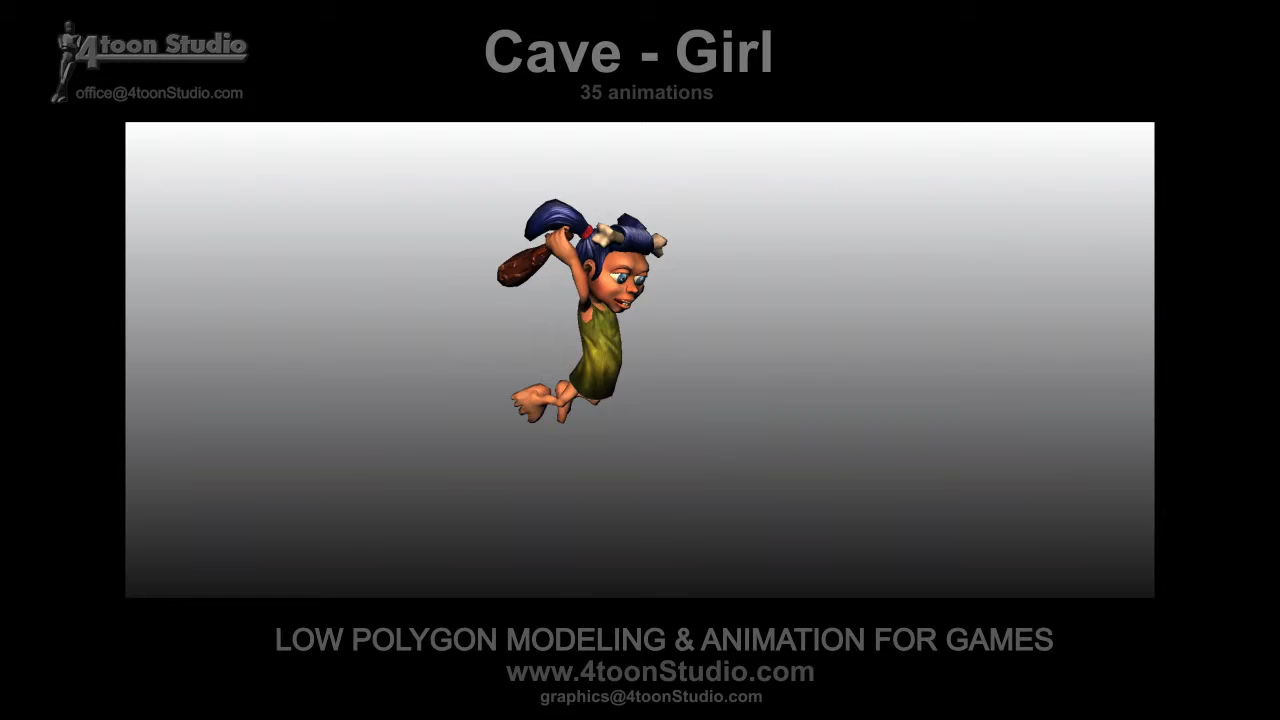 4toon Studio
office@4toonStudio.com
Cave - Girl
35 animations
LOW POLYGON MODELING & ANIMATION FOR GAMES
www.4toonStudio.com
graphics@4toonStudio.com